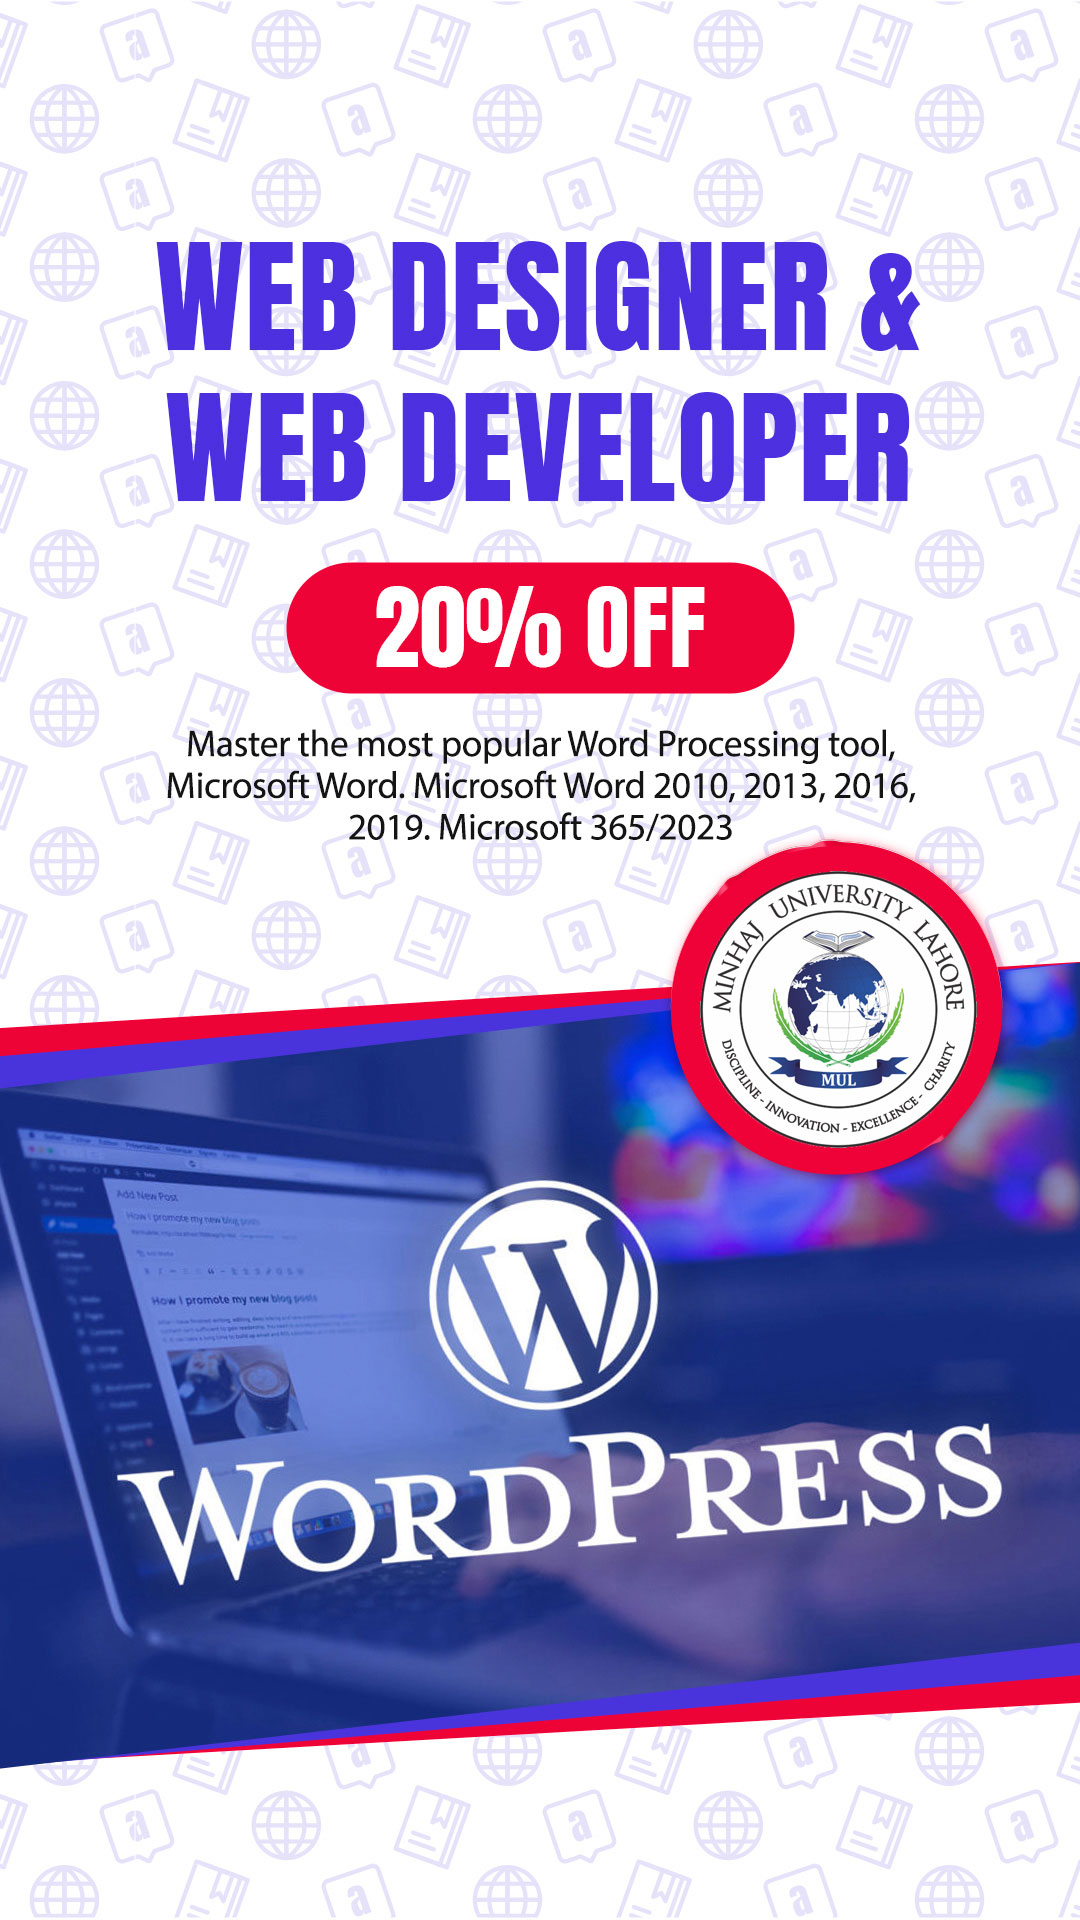 WEB DESIGNER &
WEB DEVELOPER
20% OFF
Master the most popular Word Processing tool,
Microsoft Word. Microsoft Word 2010, 2013, 2016,
2019. Microsoft 365/2023
MINHAJ UNIVERSITY LAHORE
MUL
DISCIPLINE - INNOVATION - EXCELLENCE - CHARITY
Add New Post
How I promote my new blog posts
How I promote my new blog posts
W
WORDPRESS